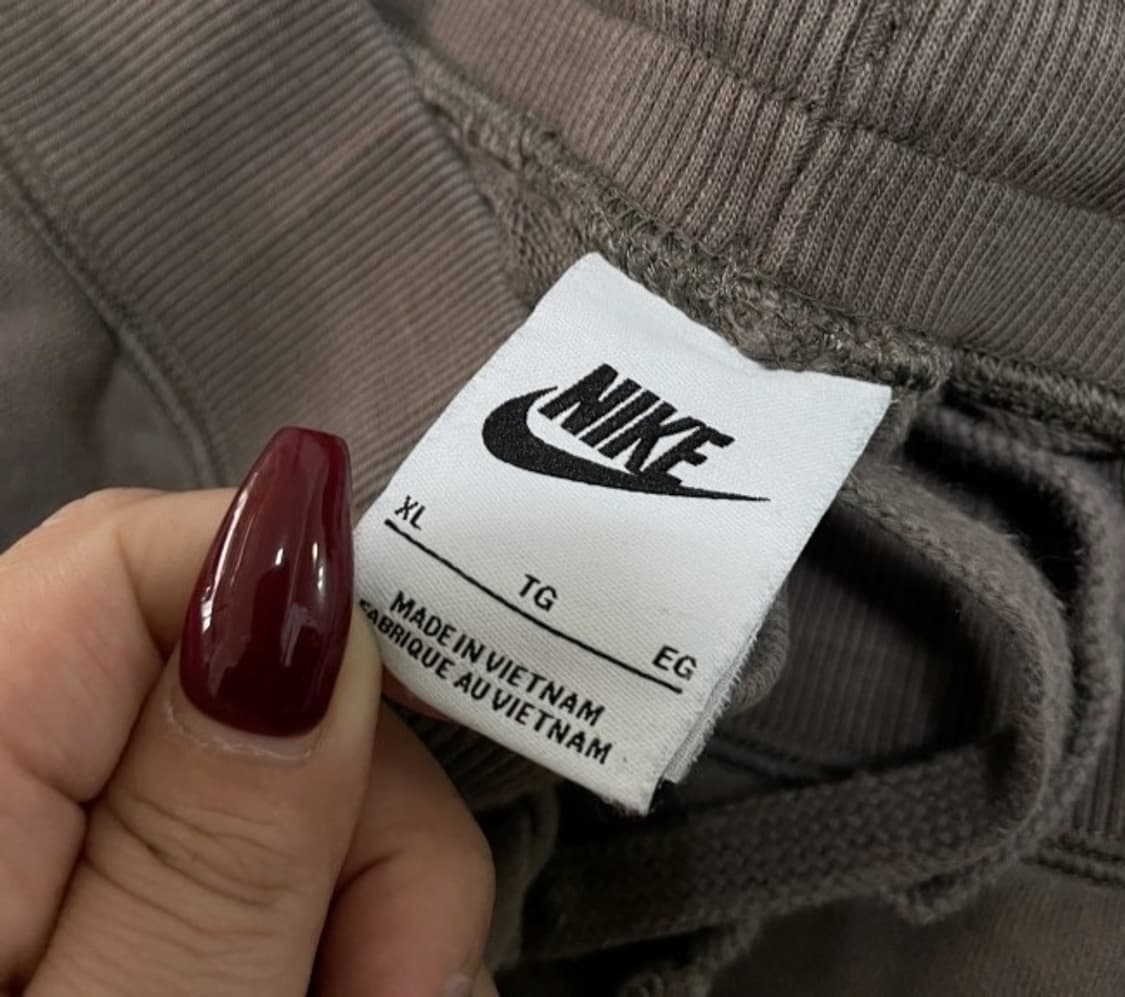 NIKE
XL
TG
EG
MADE IN VIETNAM
FABRIQUE AU VIETNAM